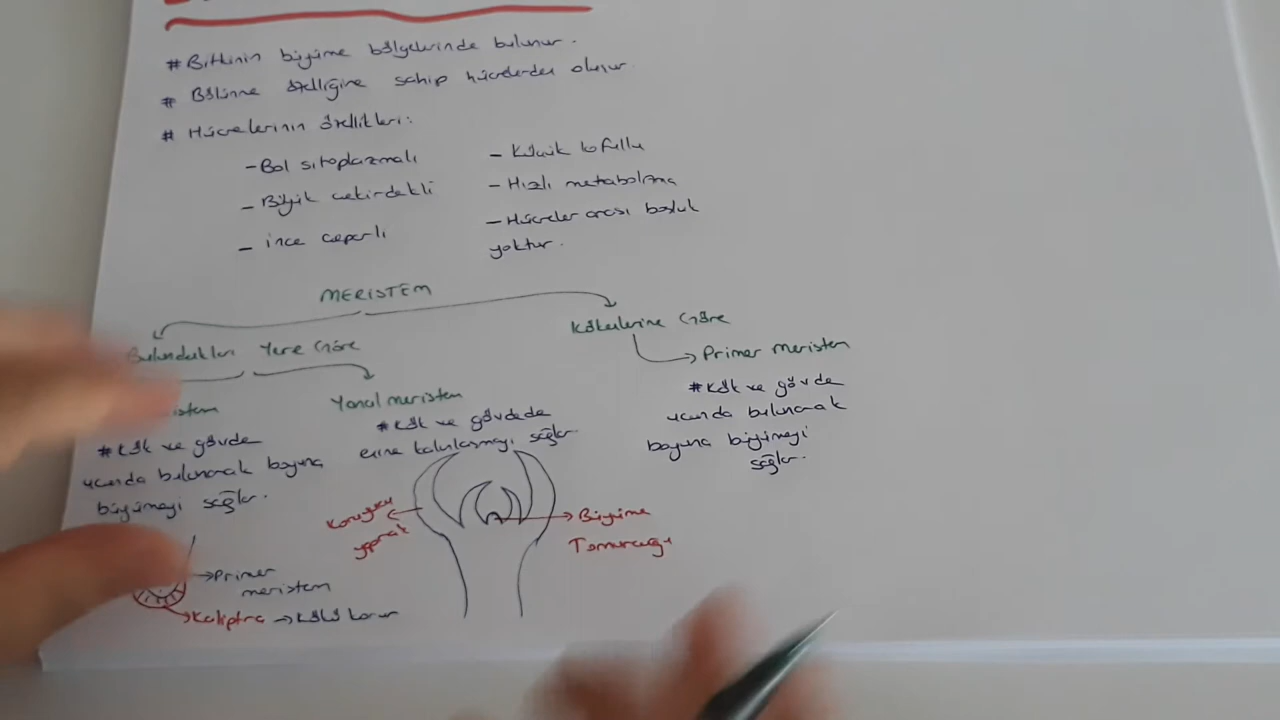 # Bitkinin büyüme bölgelerinde bulunur.
# Bölünme özelliğine sahip hücrelerden oluşur
# Hücrelerinin özellikleri:
- Bol sitoplazmalı
- Büyük çekirdekli
- ince çeperli
- Küçük kofullu
- Hızlı metabolizma
- Hücreler arası boşluk
yoktur.
MERİSTEM
Bulundukları Yere Göre
Kökenlerine Göre
istem
# Kök ve gövde
ucunda bulunarak boyuna
büyümeyi sağlar.
Yanal meristem
# Kök ve gövdede
enine kalınlaşmayı sağlar
Primer meristem
# Kök ve gövde
ucunda bulunarak
boyuna büyümeyi
sağlar.
Koruyucu
yaprak
Büyüme
Tomurcuğu
Primer
meristem
Kaliptra → Kökü korur